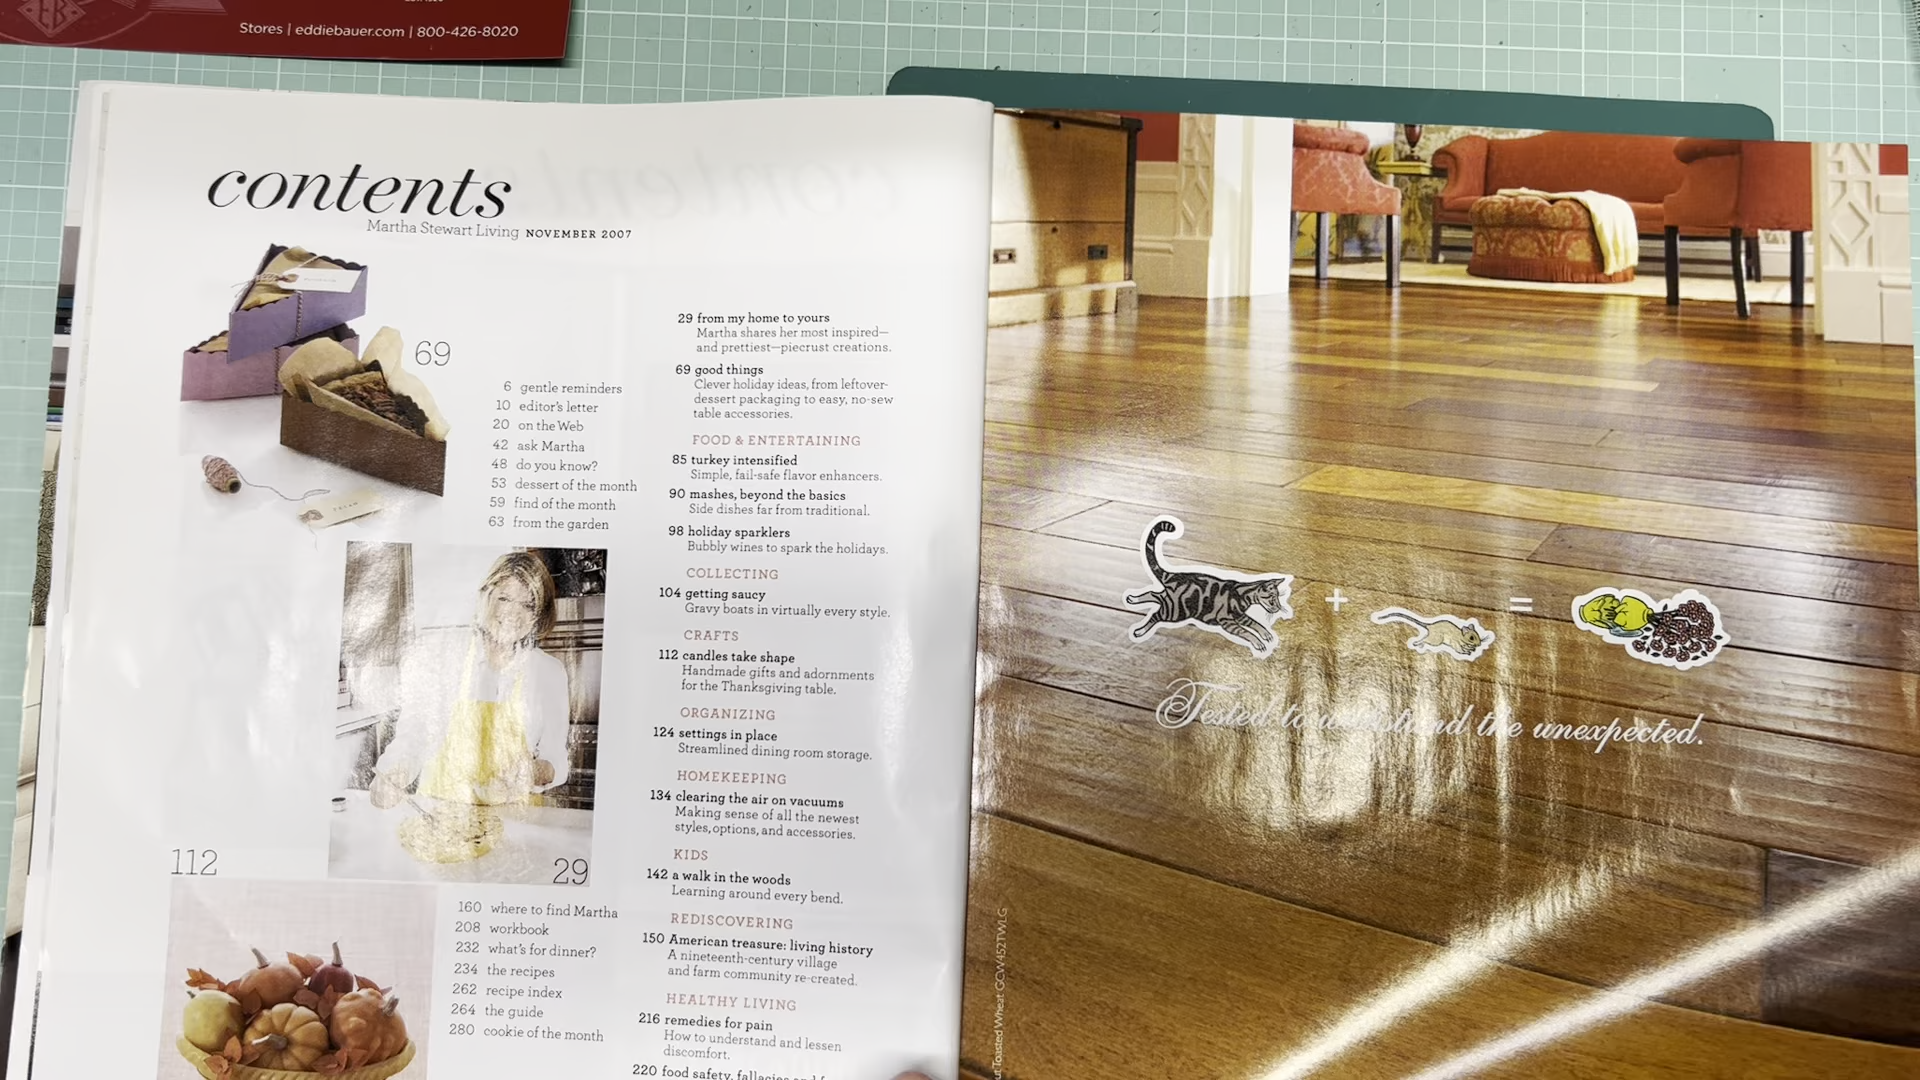 Stores | eddiebauer.com | 800-426-8020
contents
Martha Stewart Living NOVEMBER 2007
69
6 gentle reminders
10 editor's letter
20 on the Web
42 ask Martha
48 do you know?
53 dessert of the month
59 find of the month
63 from the garden
112
29
160 where to find Martha
208 workbook
232 what's for dinner?
234 the recipes
262 recipe index
264 the guide
280 cookie of the month
29 from my home to yours
Martha shares her most inspired—
and prettiest—piecrust creations.
69 good things
Clever holiday ideas, from leftover-
dessert packaging to easy, no-sew
table accessories.
FOOD & ENTERTAINING
85 turkey intensified
Simple, fail-safe flavor enhancers.
90 mashes, beyond the basics
Side dishes far from traditional.
98 holiday sparklers
Bubbly wines to spark the holidays.
COLLECTING
104 getting saucy
Gravy boats in virtually every style.
CRAFTS
112 candles take shape
Handmade gifts and adornments
for the Thanksgiving table.
ORGANIZING
124 settings in place
Streamlined dining room storage.
HOMEKEEPING
134 clearing the air on vacuums
Making sense of all the newest
styles, options, and accessories.
KIDS
142 a walk in the woods
Learning around every bend.
REDISCOVERING
150 American treasure: living history
A nineteenth-century village
and farm community re-created.
HEALTHY LIVING
216 remedies for pain
How to understand and lessen
discomfort.
220 food safety, fallacies and
+ =
Tested to withstand the unexpected.
Toasted Wheat GCW452TWLG